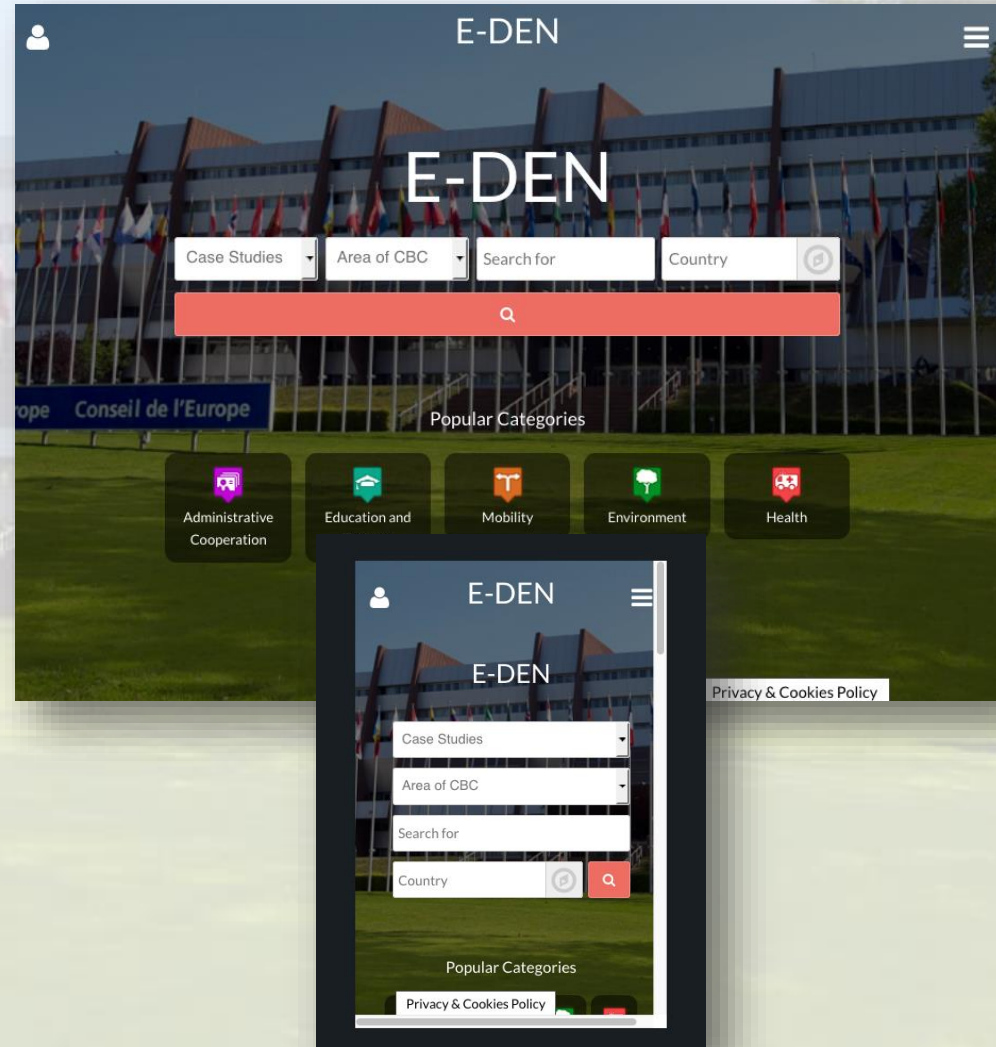 E-DEN
E-DEN
Case Studies Area of CBC Search for Country
ope Conseil de l'Europe
Popular Categories
Administrative Cooperation
Education and
Mobility
Environment
Health
Privacy & Cookies Policy
E-DEN
E-DEN
Case Studies
Area of CBC
Search for
Country
Popular Categories
Privacy & Cookies Policy